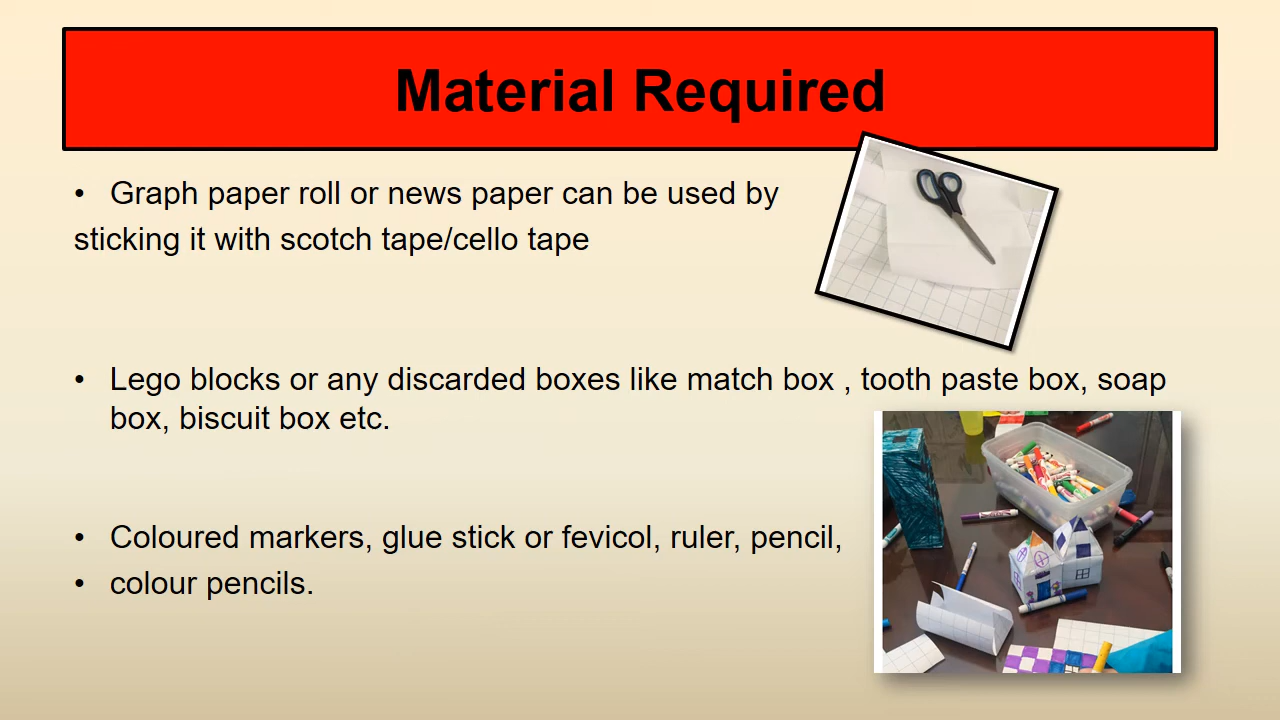 Material Required
• Graph paper roll or news paper can be used by
sticking it with scotch tape/cello tape
• Lego blocks or any discarded boxes like match box , tooth paste box, soap
box, biscuit box etc.
• Coloured markers, glue stick or fevicol, ruler, pencil,
• colour pencils.